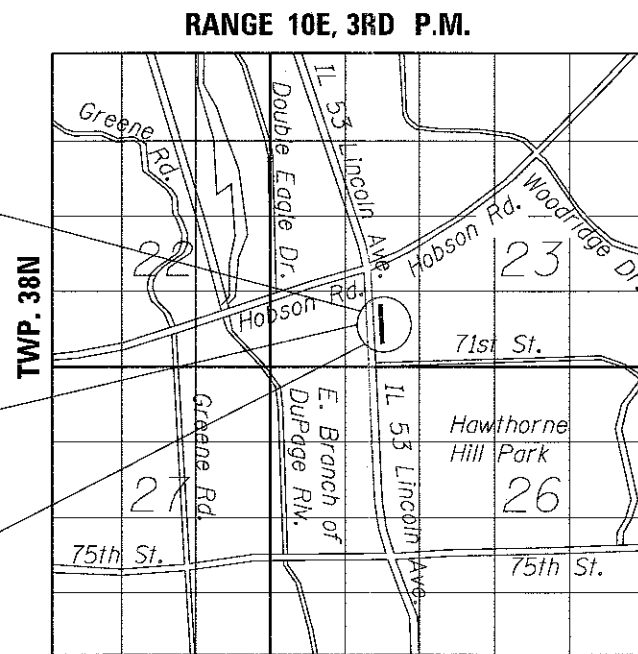 RANGE 10E, 3RD P.M.
TWP. 38N
Greene
Rd.
Double Eagle Dr.
IL 53 Lincoln Ave.
Hobson Rd.
Woodridge Dr.
22
23
Hobson Rd.
71st St.
Greene Rd.
E. Branch of
DuPage Riv.
IL 53 Lincoln Ave.
Hawthorne
Hill Park
27
26
75th St.
75th St.